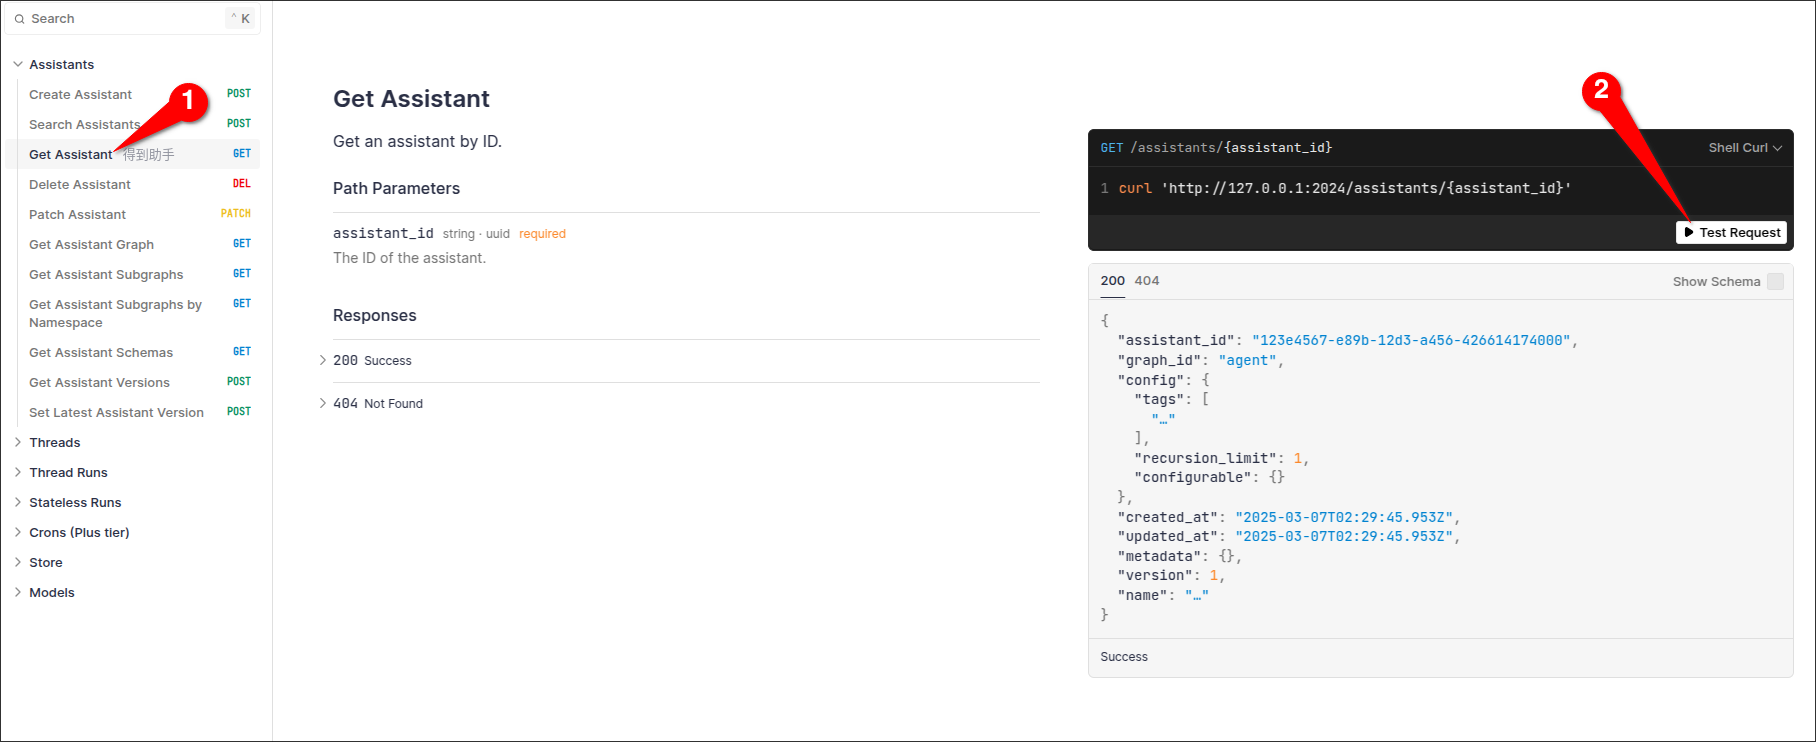 Search
^ K
Assistants
Create Assistant POST
Search Assistants POST
Get Assistant 得到助手 GET
Delete Assistant DEL
Patch Assistant PATCH
Get Assistant Graph GET
Get Assistant Subgraphs GET
Get Assistant Subgraphs by GET
Namespace
Get Assistant Schemas GET
Get Assistant Versions POST
Set Latest Assistant Version POST
Threads
Thread Runs
Stateless Runs
Crons (Plus tier)
Store
Models
1
Get Assistant
Get an assistant by ID.
Path Parameters
assistant_id string · uuid required
The ID of the assistant.
Responses
200 Success
404 Not Found
2
GET /assistants/{assistant_id} Shell Curl
1 curl 'http://127.0.0.1:2024/assistants/{assistant_id}'
Test Request
200 404 Show Schema
{
"assistant_id": "123e4567-e89b-12d3-a456-426614174000",
"graph_id": "agent",
"config": {
"tags": [
"…"
],
"recursion_limit": 1,
"configurable": {}
},
"created_at": "2025-03-07T02:29:45.953Z",
"updated_at": "2025-03-07T02:29:45.953Z",
"metadata": {},
"version": 1,
"name": "…"
}
Success